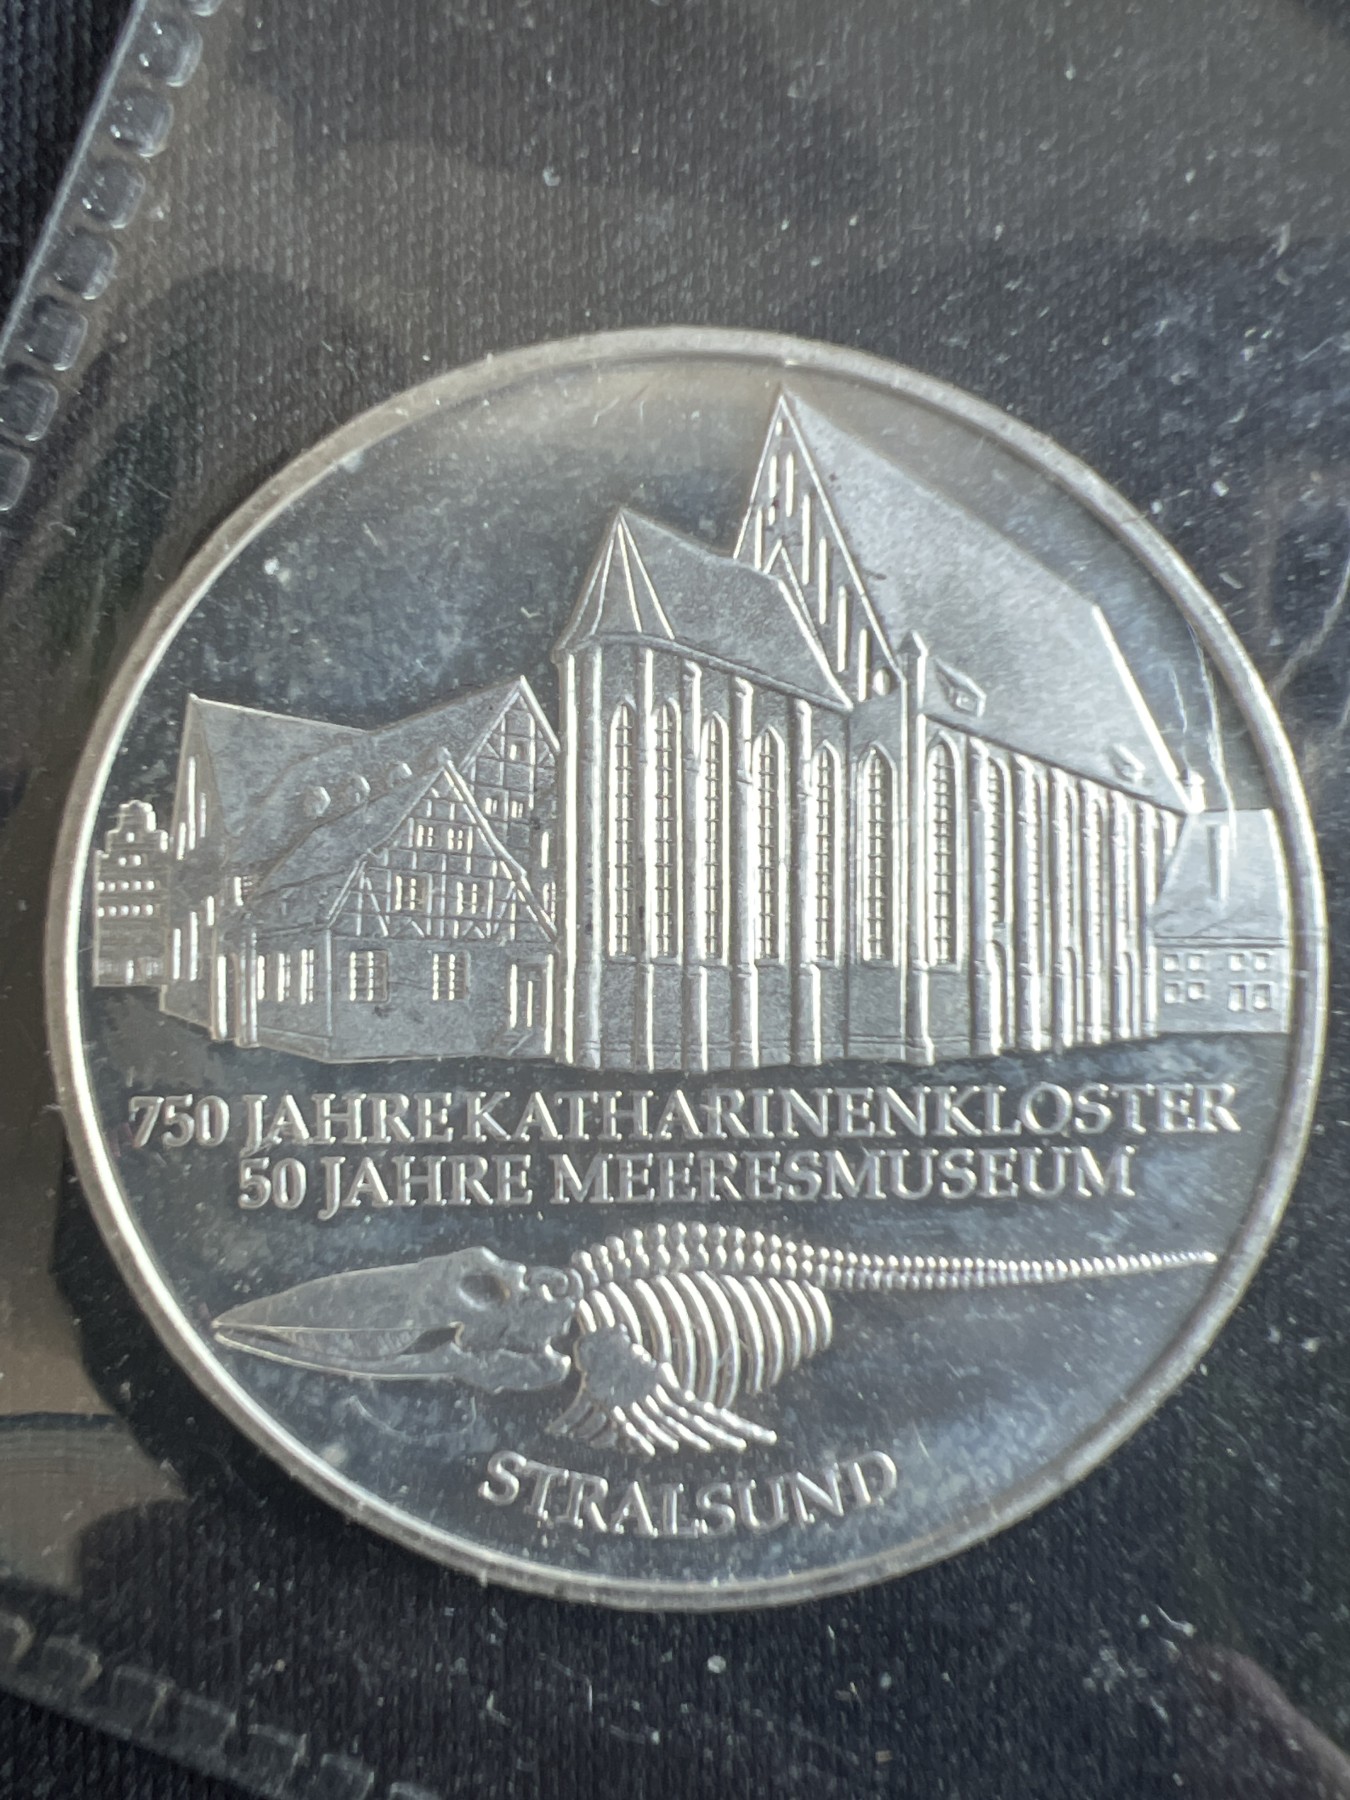 750 JAHRE KATHARINENKLOSTER
50 JAHRE MEERESMUSEUM
STRALSUND